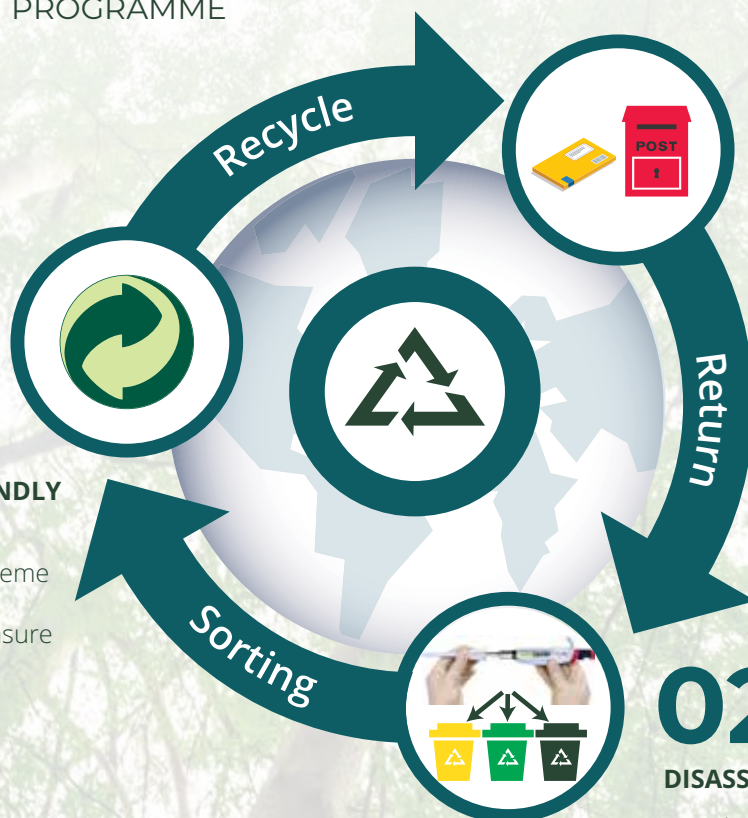 PROGRAMME
Recycle
POST
Return
NDLY
eme
sure
Sorting
02
DISASS